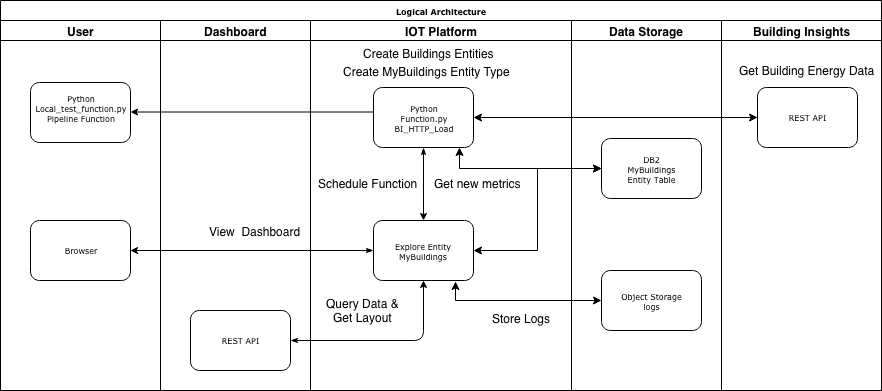 Logical Architecture
User
Dashboard
IOT Platform
Data Storage
Building Insights
Create Buildings Entities
Create MyBuildings Entity Type
Get Building Energy Data
Python
Local_test_function.py
Pipeline Function
Python
Function.py
BI_HTTP_Load
REST API
DB2
MyBuildings
Entity Table
Schedule Function
Get new metrics
View Dashboard
Browser
Explore Entity
MyBuildings
Object Storage
logs
Query Data &
Get Layout
Store Logs
REST API